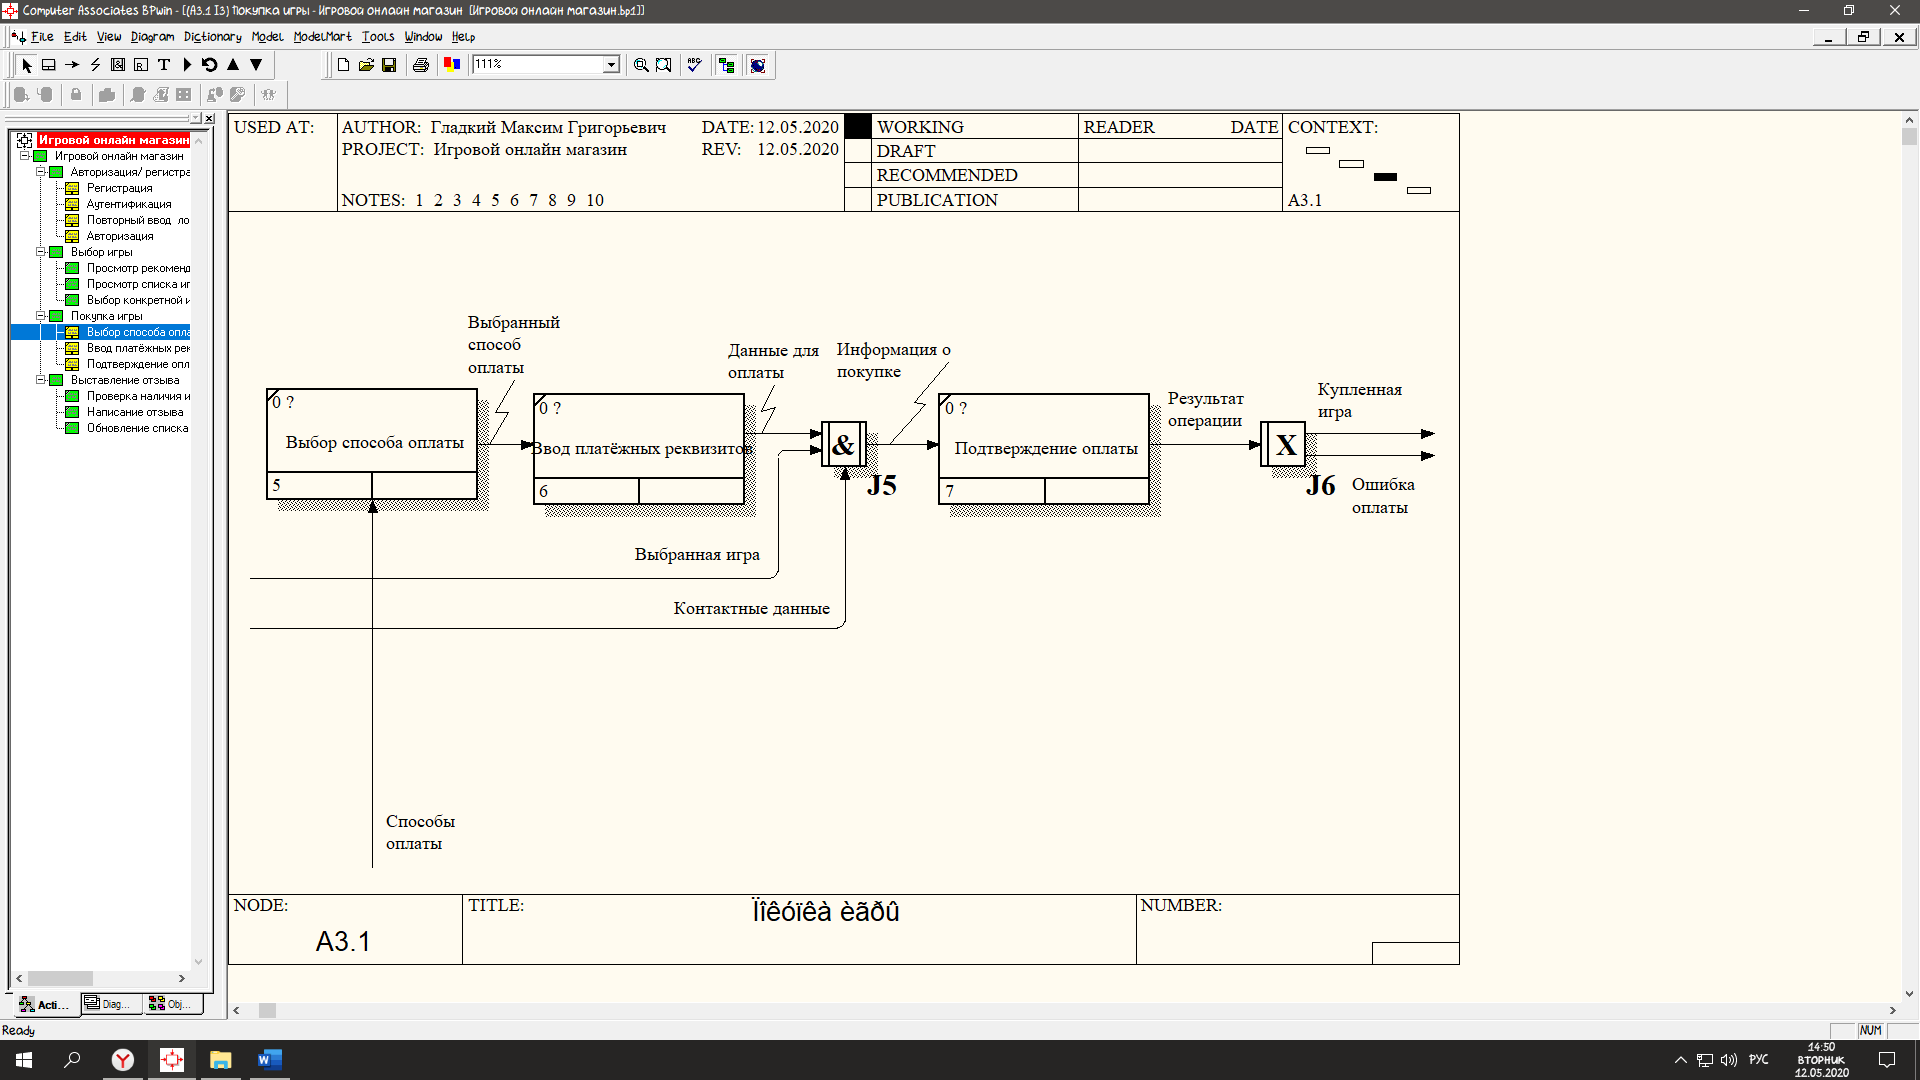 Computer Associates BPwin - [(A3.1 I3) Покупка игры - Игровой онлайн магазин  [Игровой онлайн магазин.bp1]]
File Edit View Diagram Dictionary Model ModelMart Tools Window Help
111%
Игровой онлайн магазин
Игровой онлайн магазин
Авторизация/ регистра
Регистрация
Аутентификация
Повторный ввод ло
Авторизация
Выбор игры
Просмотр рекоменд
Просмотр списка иг
Выбор конкретной и
Покупка игры
Выбор способа опла
Ввод платёжных рек
Подтверждение опл
Выставление отзыва
Проверка наличия и
Написание отзыва
Обновление списка
Acti...
Diag...
Obj...
USED AT:
AUTHOR: Гладкий Максим Григорьевич
DATE: 12.05.2020
PROJECT: Игровой онлайн магазин
REV: 12.05.2020
NOTES: 1 2 3 4 5 6 7 8 9 10
WORKING
DRAFT
RECOMMENDED
PUBLICATION
READER
DATE
CONTEXT:
A3.1
Выбранный
способ
оплаты
Данные для
оплаты
Информация о
покупке
Результат
операции
Купленная
игра
0 ?
Выбор способа оплаты
5
0 ?
Ввод платёжных реквизитов
6
&
J5
0 ?
Подтверждение оплаты
7
X
J6
Ошибка
оплаты
Выбранная игра
Контактные данные
Способы
оплаты
NODE:
A3.1
TITLE:
Ïîêóïêà èãðû
NUMBER:
Ready
NUM
РУС
14:50
ВТОРНИК
12.05.2020